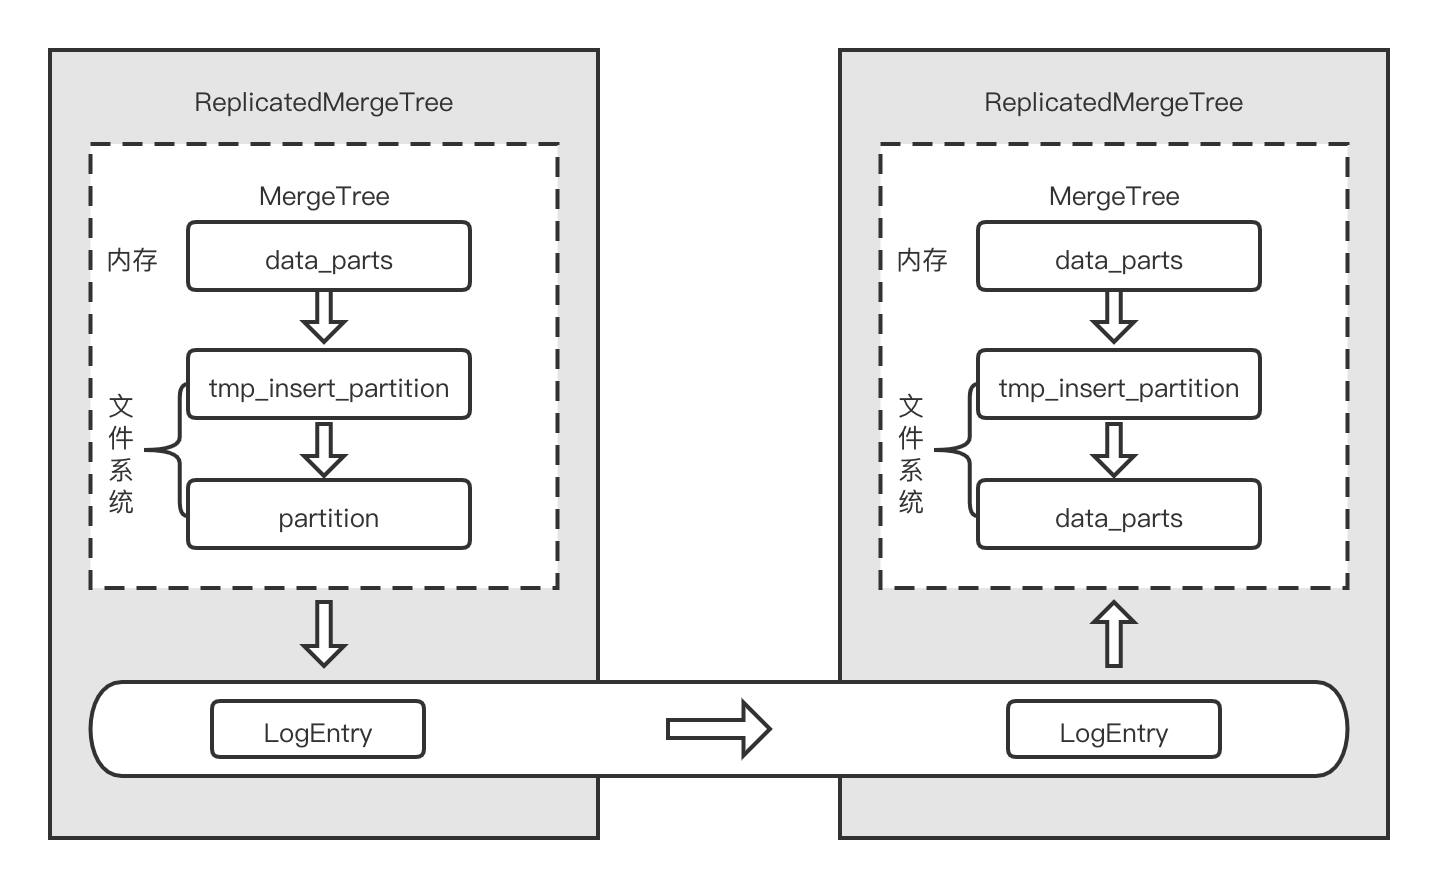 ReplicatedMergeTree
MergeTree
内存
data_parts
tmp_insert_partition
文件系统
partition
LogEntry
ReplicatedMergeTree
MergeTree
内存
data_parts
tmp_insert_partition
文件系统
data_parts
LogEntry